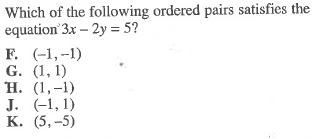 Which of the following ordered pairs satisfies the
equation 3x – 2y = 5?
F. (–1, –1)
G. (1, 1)
H. (1, –1)
J. (–1, 1)
K. (5, –5)